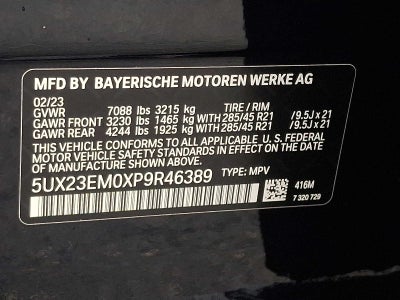 MFD BY BAYERISCHE MOTOREN WERKE AG
02/23
GVWR 7088 lbs 3215 kg TIRE / RIM
GAWR FRONT 3230 lbs 1465 kg WITH 285/45 R21 / 9.5J x 21
GAWR REAR 4244 lbs 1925 kg WITH 285/45 R21 / 9.5J x 21
THIS VEHICLE CONFORMS TO ALL APPLICABLE U.S. FEDERAL
MOTOR VEHICLE SAFETY STANDARDS IN EFFECT ON THE DATE
OF MANUFACTURE SHOWN ABOVE.
5UX23EM0XP9R46389 TYPE: MPV
416M
7 320 729